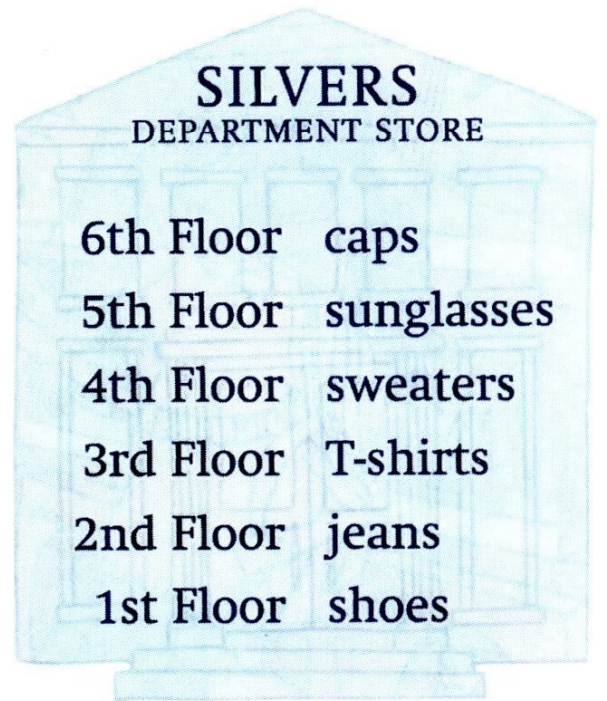 SILVERS
DEPARTMENT STORE
6th Floor caps
5th Floor sunglasses
4th Floor sweaters
3rd Floor T-shirts
2nd Floor jeans
1st Floor shoes